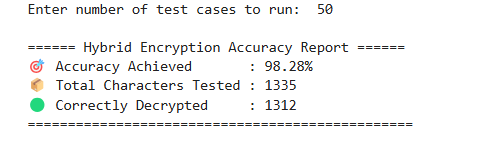 Enter number of test cases to run:  50
====== Hybrid Encryption Accuracy Report ======
🎯 Accuracy Achieved       : 98.28%
📦 Total Characters Tested : 1335
🟢 Correctly Decrypted     : 1312
================================================